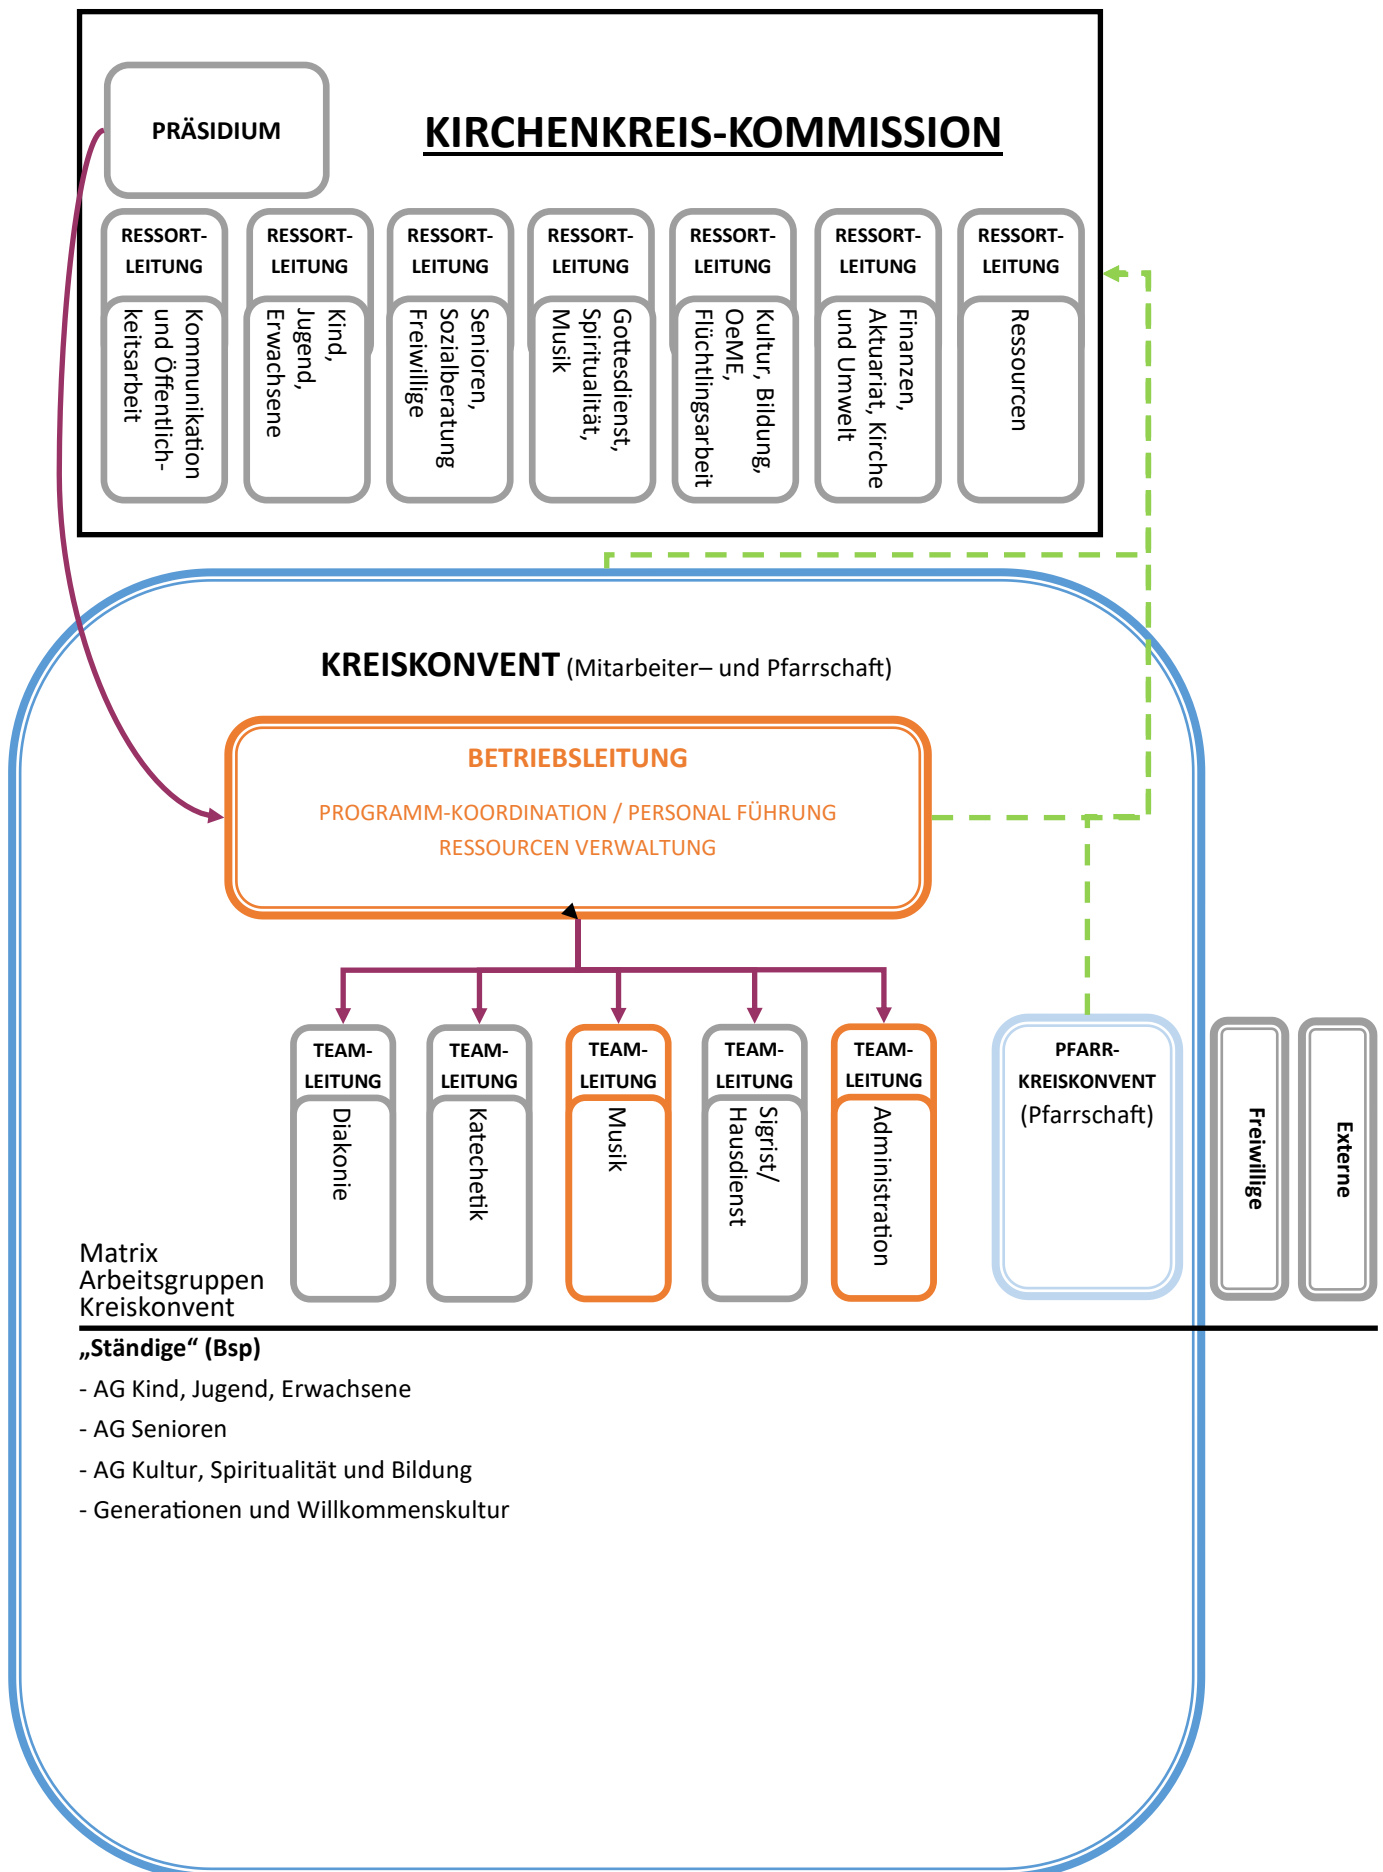 PRÄSIDIUM
KIRCHENKREIS-KOMMISSION
RESSORT-
LEITUNG
Kommunikation
und Öffentlich-
keitsarbeit
RESSORT-
LEITUNG
Kind,
Jugend,
Erwachsene
RESSORT-
LEITUNG
Senioren,
Sozialberatung
Freiwillige
RESSORT-
LEITUNG
Gottesdienst,
Spiritualität,
Musik
RESSORT-
LEITUNG
Kultur, Bildung,
OeME,
Flüchtlingsarbeit
RESSORT-
LEITUNG
Finanzen,
Aktuariat, Kirche
und Umwelt
RESSORT-
LEITUNG
Ressourcen
KREISKONVENT (Mitarbeiter– und Pfarrschaft)
BETRIEBSLEITUNG
PROGRAMM-KOORDINATION / PERSONAL FÜHRUNG
RESSOURCEN VERWALTUNG
TEAM-
LEITUNG
Diakonie
TEAM-
LEITUNG
Katechetik
TEAM-
LEITUNG
Musik
TEAM-
LEITUNG
Sigrist/
Hausdienst
TEAM-
LEITUNG
Administration
PFARR-
KREISKONVENT
(Pfarrschaft)
Freiwillige
Externe
Matrix
Arbeitsgruppen
Kreiskonvent
„Ständige“ (Bsp)
- AG Kind, Jugend, Erwachsene
- AG Senioren
- AG Kultur, Spiritualität und Bildung
- Generationen und Willkommenskultur